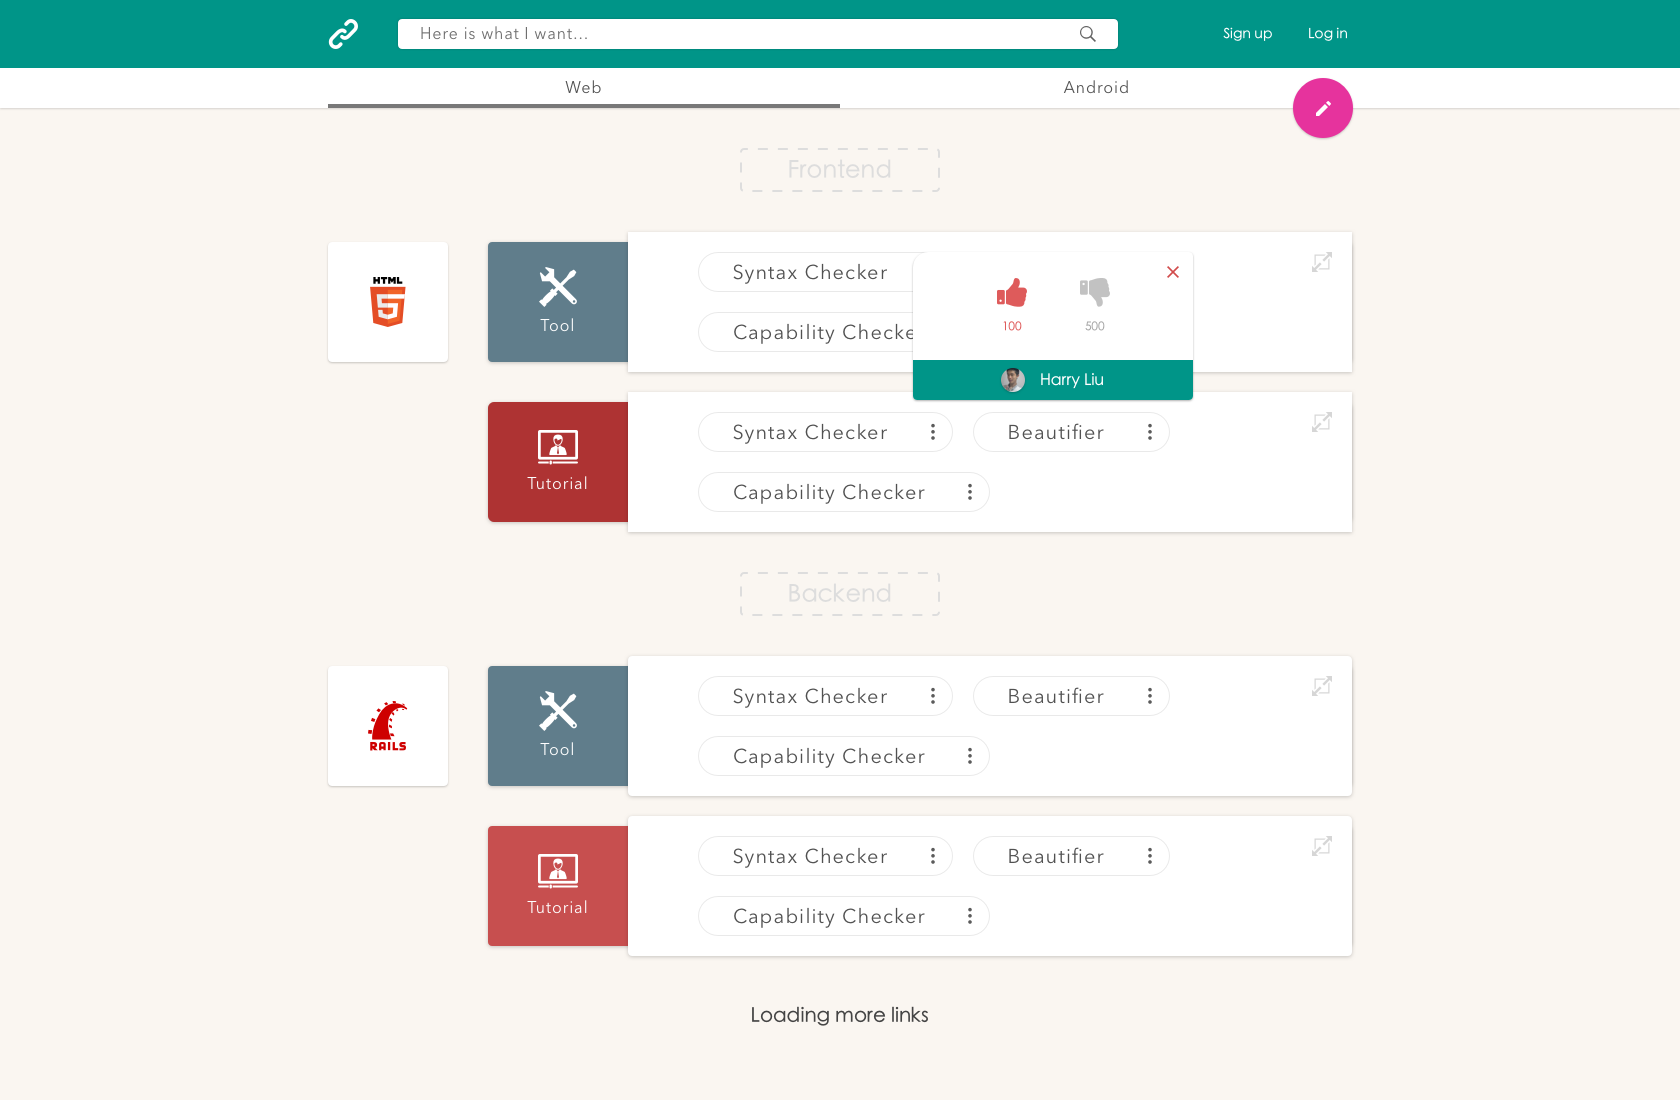 Here is what I want...
Sign up
Log in
Web
Android
Frontend
HTML
5
Tool
Syntax Checker
Capability Checke
100
500
Harry Liu
Tutorial
Syntax Checker
Beautifier
Capability Checker
Backend
RAILS
Tool
Syntax Checker
Beautifier
Capability Checker
Tutorial
Syntax Checker
Beautifier
Capability Checker
Loading more links